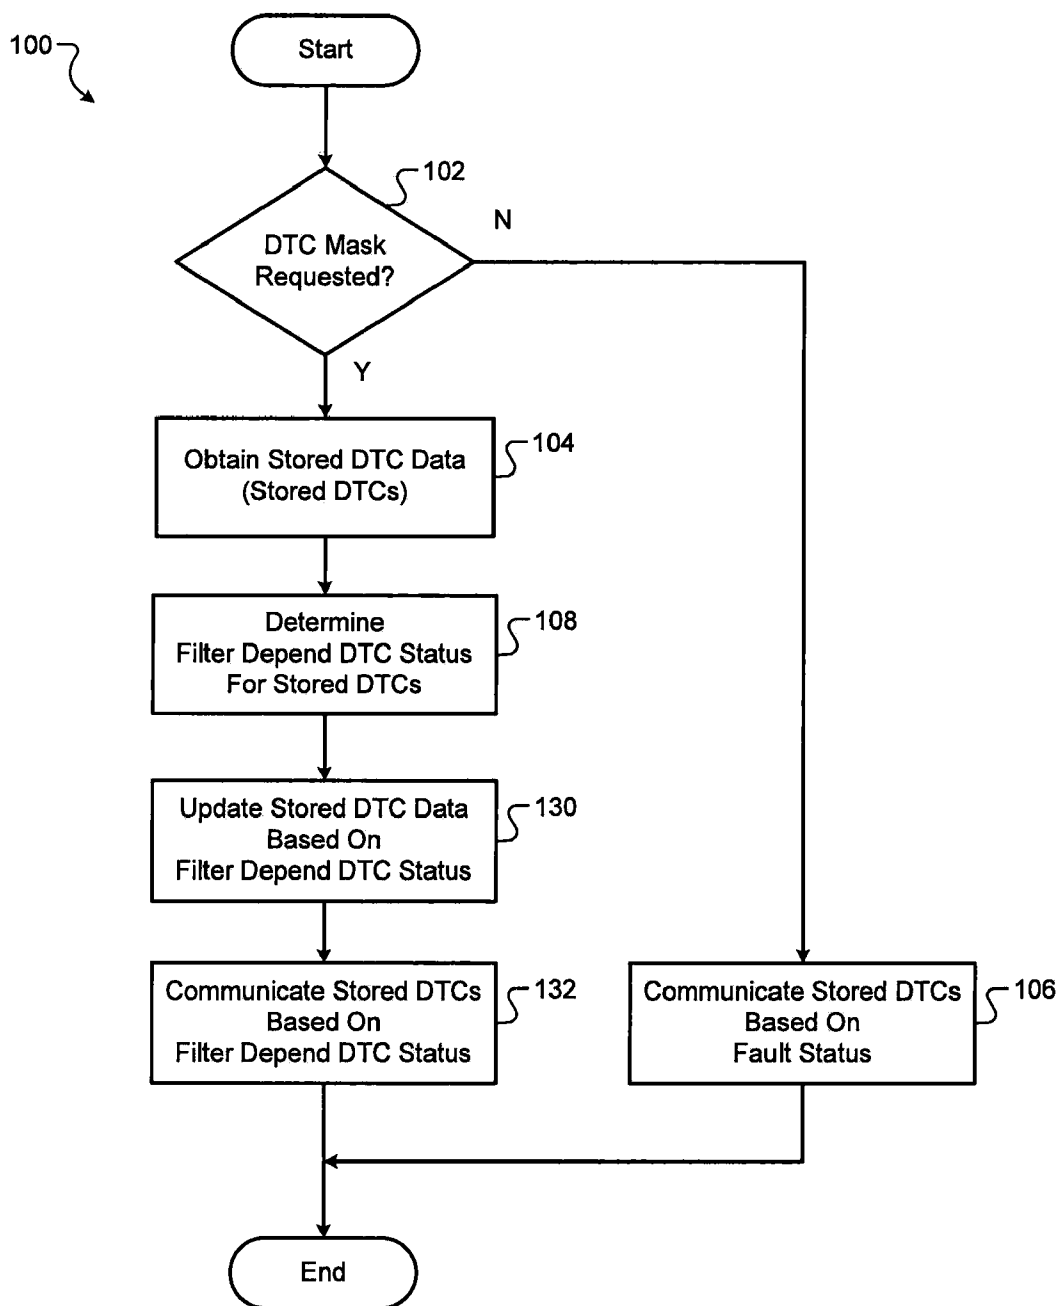 100
Start
102
DTC Mask
Requested?
N
Y
Obtain Stored DTC Data
(Stored DTCs)
104
Determine
Filter Depend DTC Status
For Stored DTCs
108
Update Stored DTC Data
Based On
Filter Depend DTC Status
130
Communicate Stored DTCs
Based On
Filter Depend DTC Status
132
Communicate Stored DTCs
Based On
Fault Status
106
End